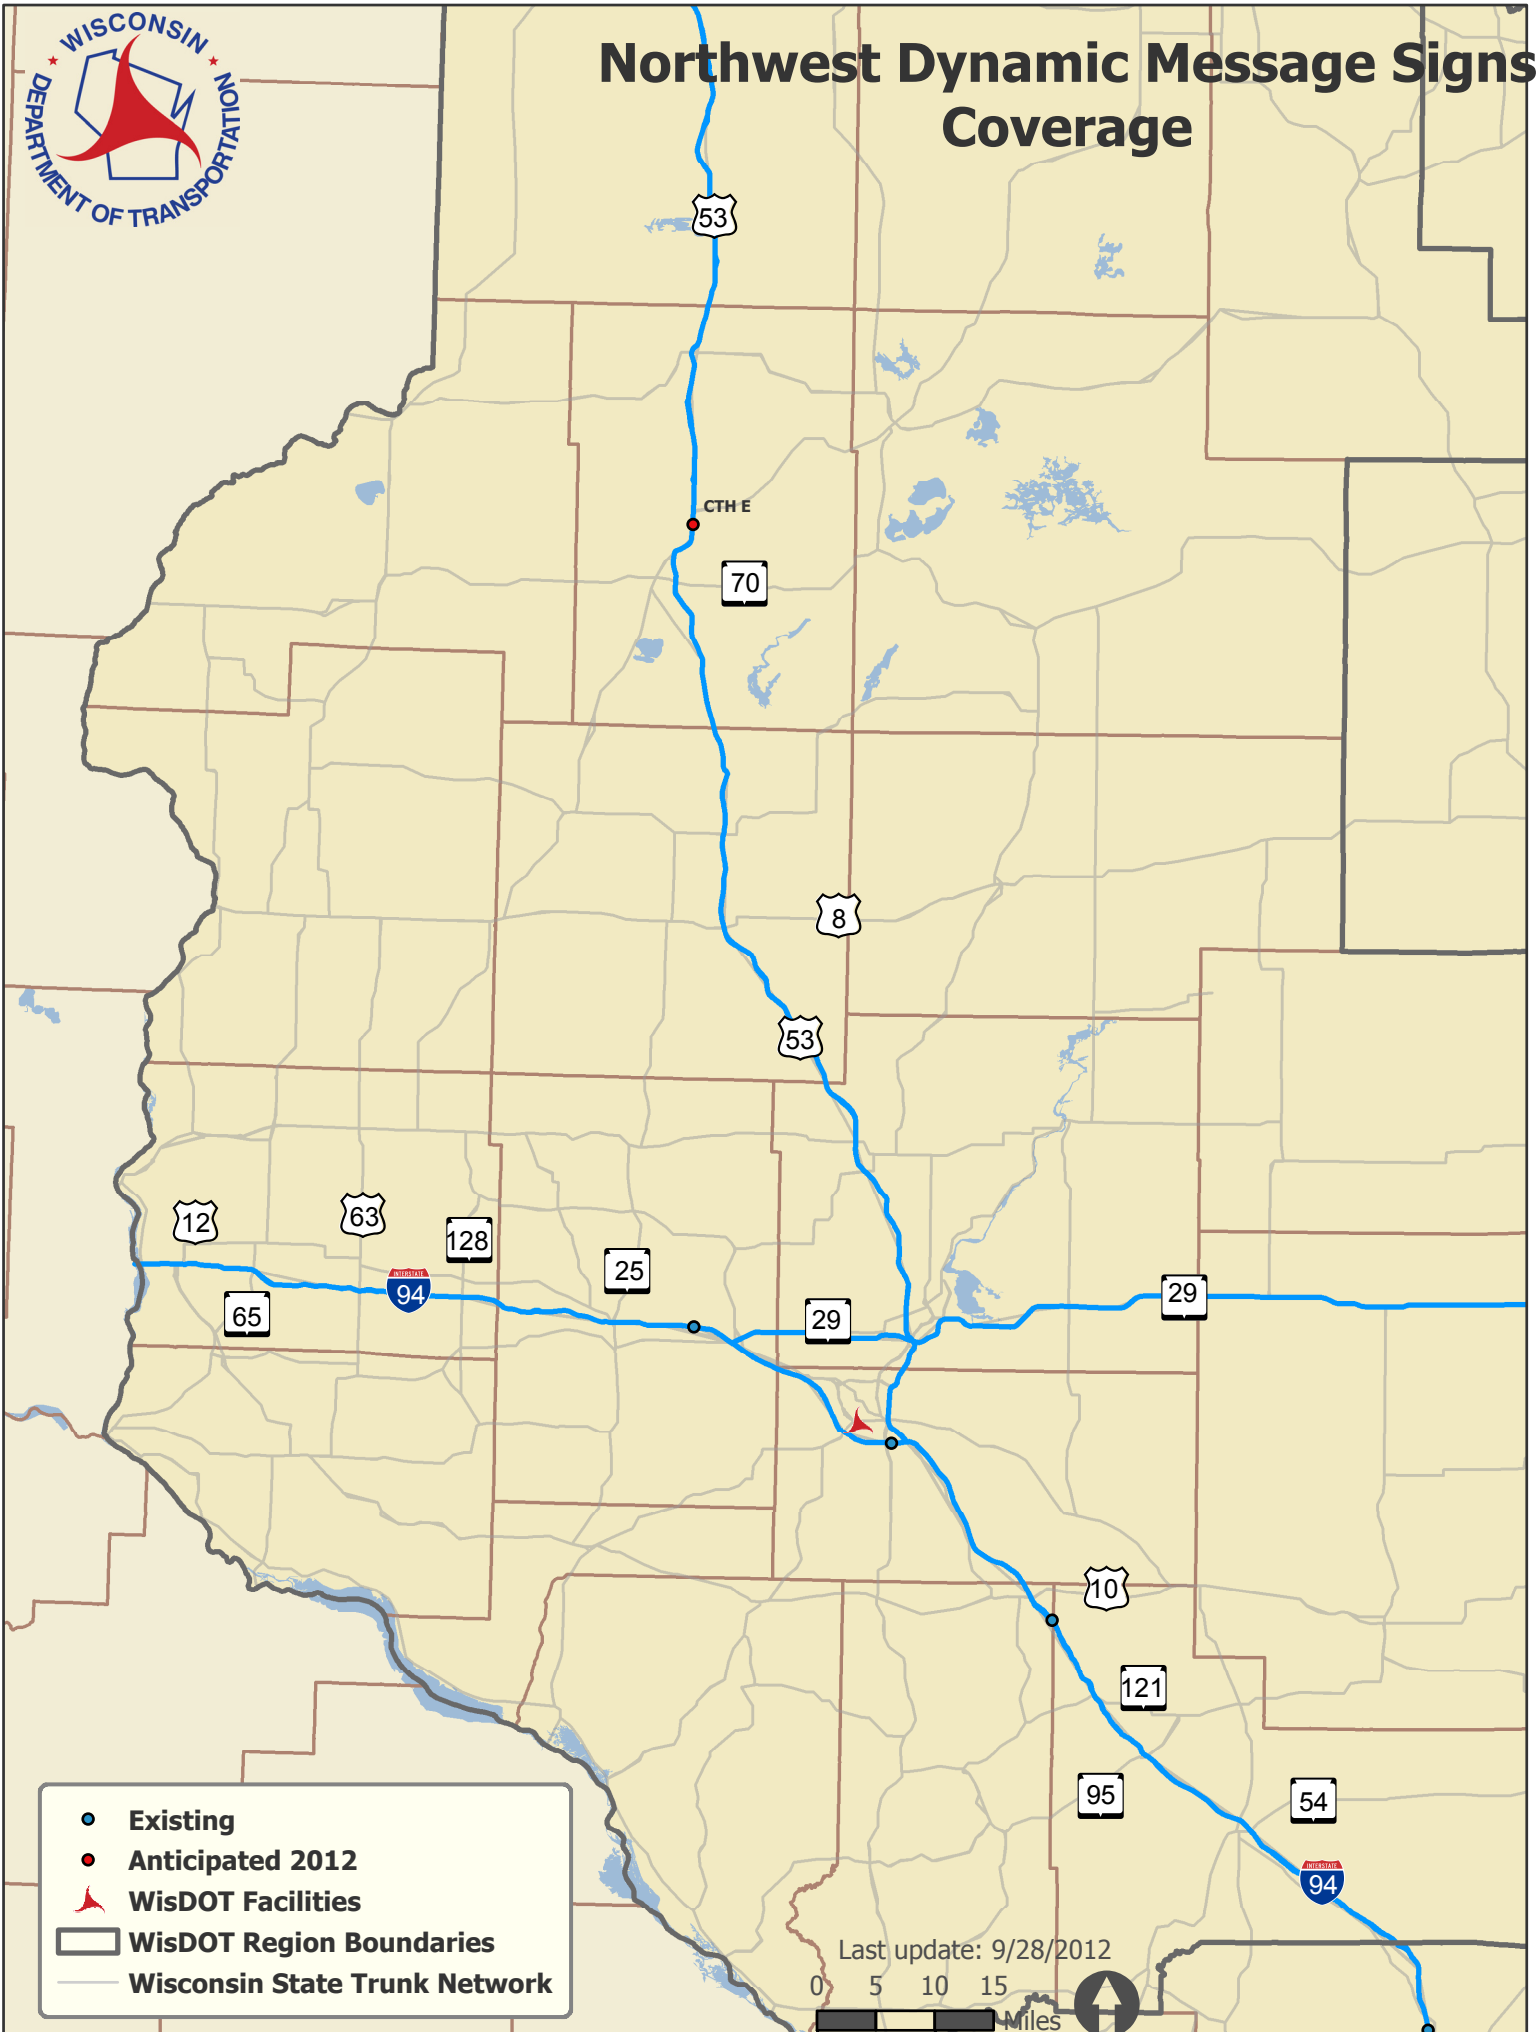 WISCONSIN
DEPARTMENT OF TRANSPORTATION
Northwest Dynamic Message Signs
Coverage
53
CTH E
70
8
53
12
63
128
25
INTERSTATE
94
65
29
29
10
121
95
54
INTERSTATE
94
Existing
Anticipated 2012
WisDOT Facilities
WisDOT Region Boundaries
Wisconsin State Trunk Network
Last update: 9/28/2012
0 5 10 15
Miles